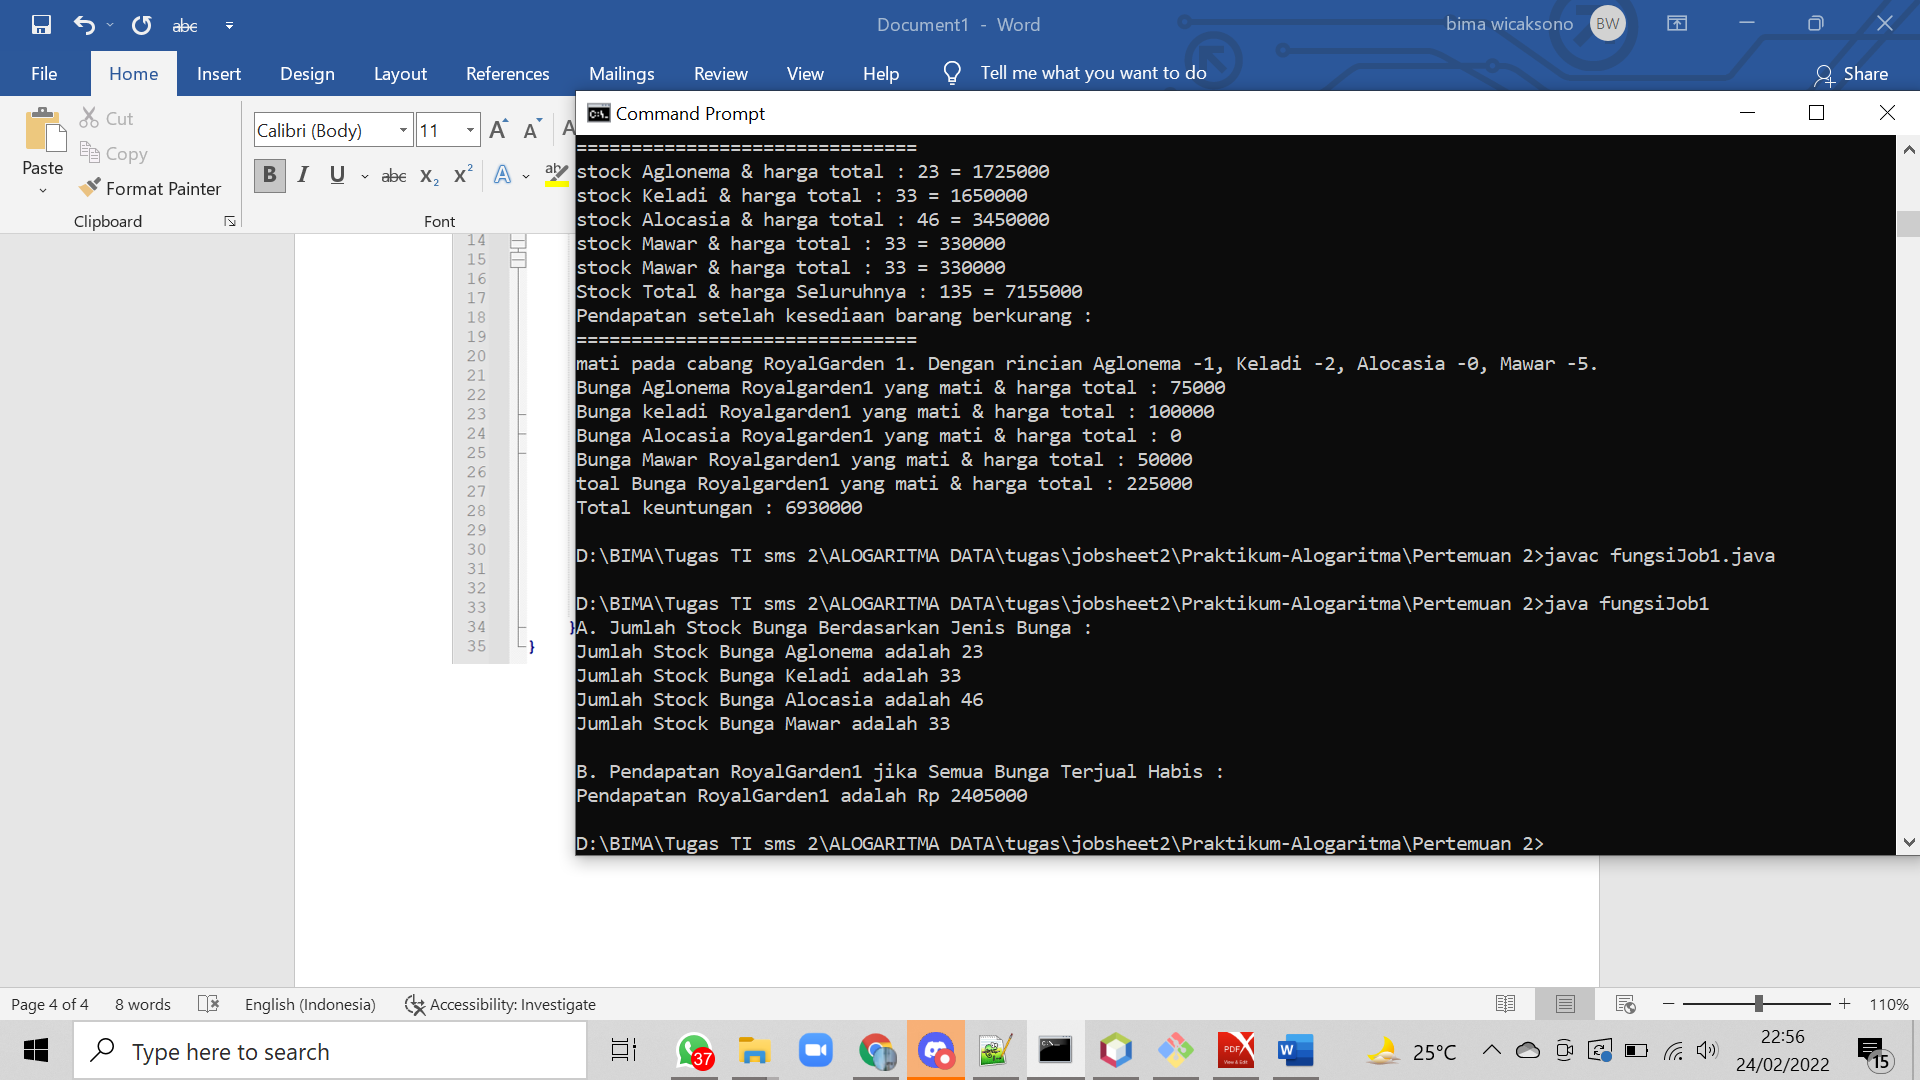 Document1 - Word
bima wicaksono BW
File Home Insert Design Layout References Mailings Review View Help Tell me what you want to do Share
Paste
Cut
Copy
Format Painter
Clipboard
Calibri (Body) 11
Font
Command Prompt
14
15
16
17
18
19
20
21
22
23
24
25
26
27
28
29
30
31
32
33
34 }
35 }
===============================
stock Aglonema & harga total : 23 = 1725000
stock Keladi & harga total : 33 = 1650000
stock Alocasia & harga total : 46 = 3450000
stock Mawar & harga total : 33 = 330000
stock Mawar & harga total : 33 = 330000
Stock Total & harga Seluruhnya : 135 = 7155000
Pendapatan setelah kesediaan barang berkurang :
===============================
mati pada cabang RoyalGarden 1. Dengan rincian Aglonema -1, Keladi -2, Alocasia -0, Mawar -5.
Bunga Aglonema Royalgarden1 yang mati & harga total : 75000
Bunga keladi Royalgarden1 yang mati & harga total : 100000
Bunga Alocasia Royalgarden1 yang mati & harga total : 0
Bunga Mawar Royalgarden1 yang mati & harga total : 50000
toal Bunga Royalgarden1 yang mati & harga total : 225000
Total keuntungan : 6930000
D:\BIMA\Tugas TI sms 2\ALOGARITMA DATA\tugas\jobsheet2\Praktikum-Alogaritma\Pertemuan 2>javac fungsiJob1.java
D:\BIMA\Tugas TI sms 2\ALOGARITMA DATA\tugas\jobsheet2\Praktikum-Alogaritma\Pertemuan 2>java fungsiJob1
A. Jumlah Stock Bunga Berdasarkan Jenis Bunga :
Jumlah Stock Bunga Aglonema adalah 23
Jumlah Stock Bunga Keladi adalah 33
Jumlah Stock Bunga Alocasia adalah 46
Jumlah Stock Bunga Mawar adalah 33
B. Pendapatan RoyalGarden1 jika Semua Bunga Terjual Habis :
Pendapatan RoyalGarden1 adalah Rp 2405000
D:\BIMA\Tugas TI sms 2\ALOGARITMA DATA\tugas\jobsheet2\Praktikum-Alogaritma\Pertemuan 2>
Page 4 of 4 8 words English (Indonesia) Accessibility: Investigate 110%
Type here to search
37
25°C
22:56
24/02/2022
15